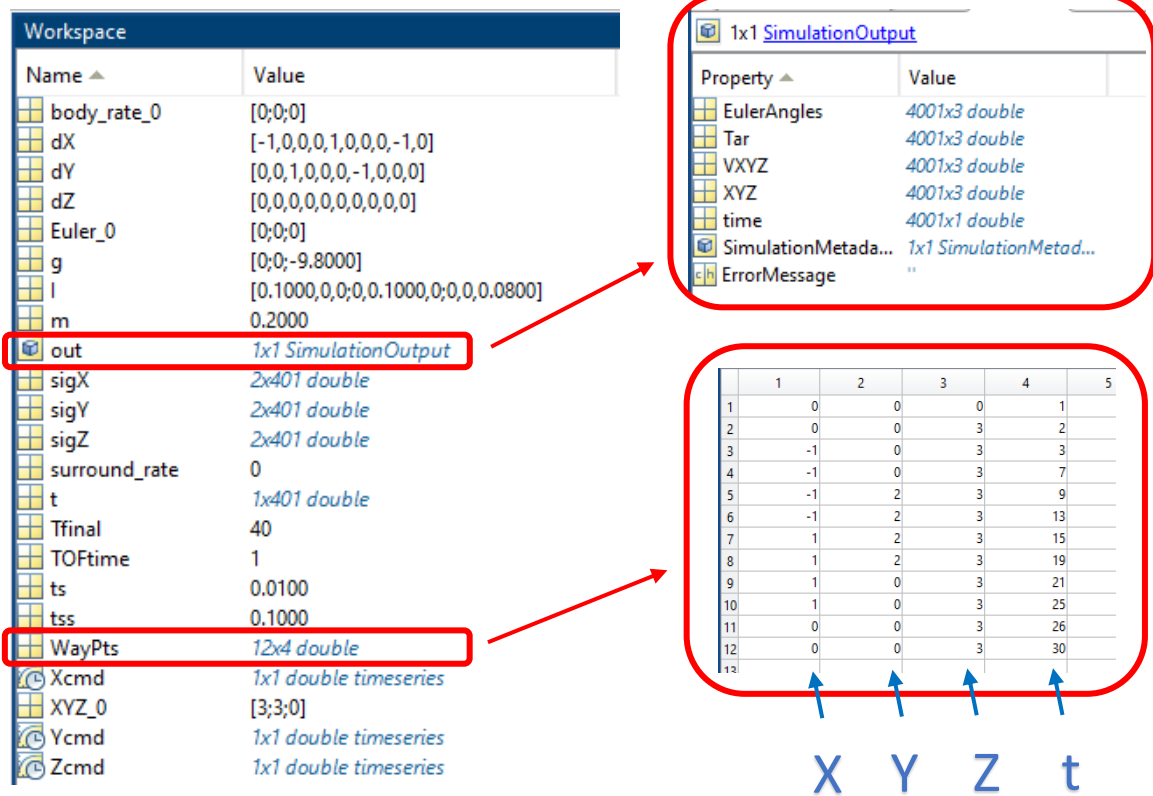 Workspace
Name Value
body_rate_0 [0;0;0]
dX [-1,0,0,0,1,0,0,0,-1,0]
dY [0,0,1,0,0,0,-1,0,0,0]
dZ [0,0,0,0,0,0,0,0,0,0]
Euler_0 [0;0;0]
g [0;0;-9.8000]
I [0.1000,0,0;0,0.1000,0;0,0,0.0800]
m 0.2000
out 1x1 SimulationOutput
sigX 2x401 double
sigY 2x401 double
sigZ 2x401 double
surround_rate 0
t 1x401 double
Tfinal 40
TOFtime 1
ts 0.0100
tss 0.1000
WayPts 12x4 double
Xcmd 1x1 double timeseries
XYZ_0 [3;3;0]
Ycmd 1x1 double timeseries
Zcmd 1x1 double timeseries
1x1 SimulationOutput
Property Value
EulerAngles 4001x3 double
Tar 4001x3 double
VXYZ 4001x3 double
XYZ 4001x3 double
time 4001x1 double
SimulationMetada... 1x1 SimulationMetad...
ch ErrorMessage ''
1 2 3 4 5
1 0 0 0 1
2 0 0 3 2
3 -1 0 3 3
4 -1 0 3 7
5 -1 2 3 9
6 -1 2 3 13
7 1 2 3 15
8 1 2 3 19
9 1 0 3 21
10 1 0 3 25
11 0 0 3 26
12 0 0 3 30
13
X Y Z t